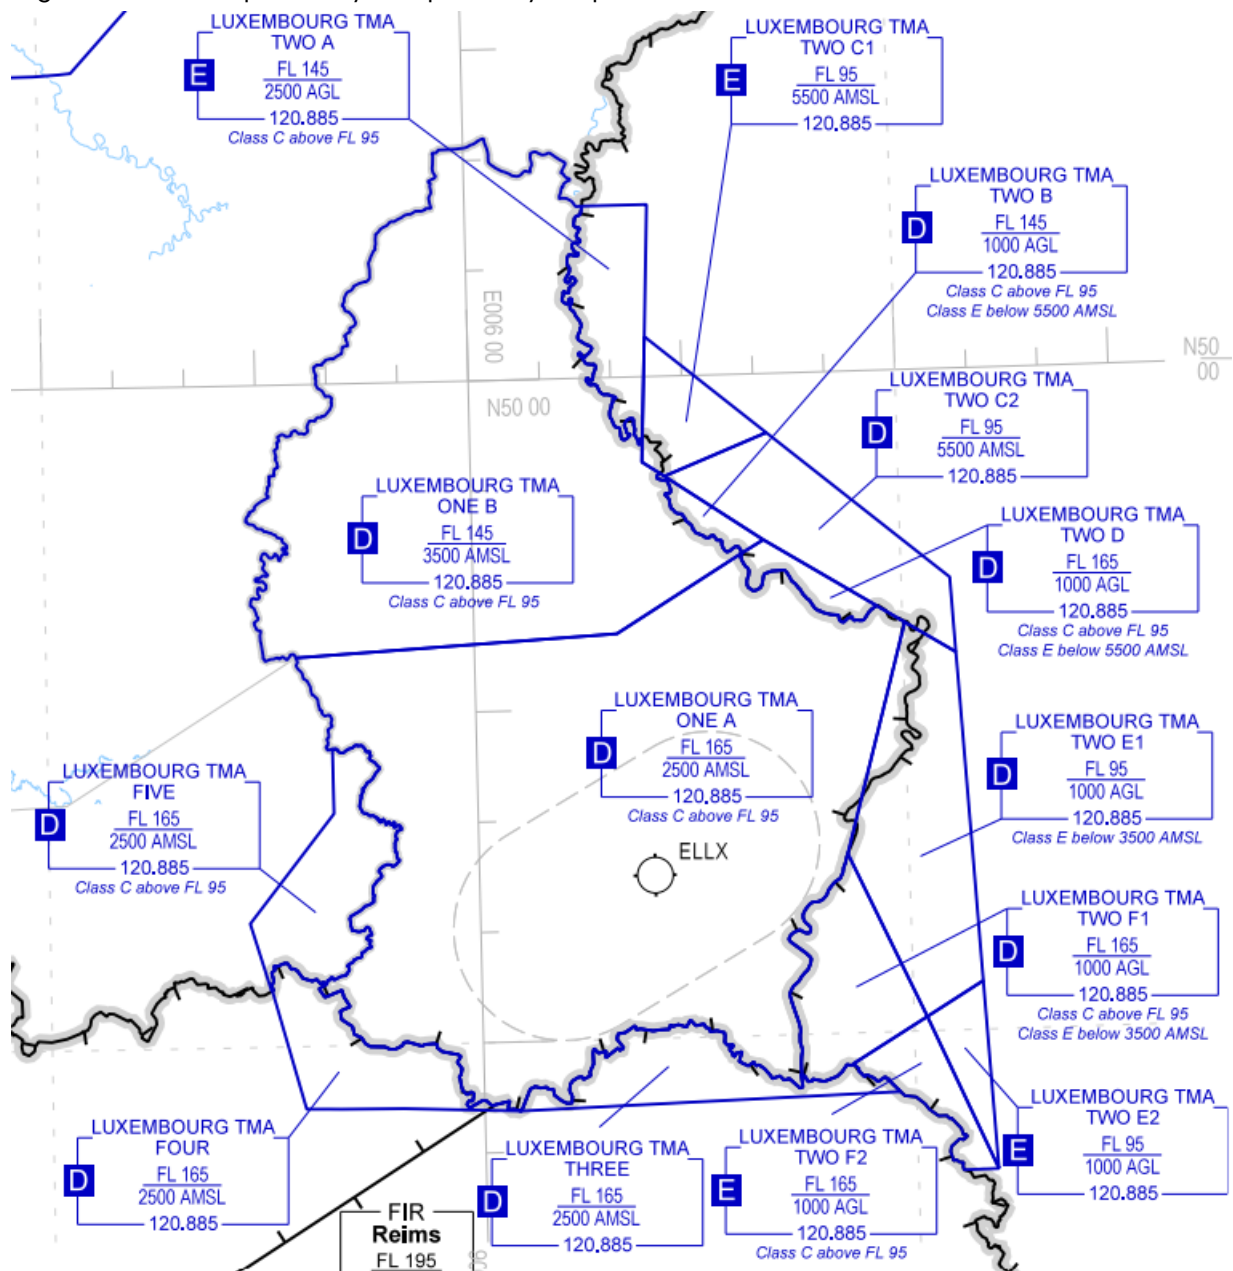 LUXEMBOURG TMA
TWO A
E
FL 145
2500 AGL
120.885
Class C above FL 95
LUXEMBOURG TMA
TWO C1
E
FL 95
5500 AMSL
120.885
LUXEMBOURG TMA
TWO B
D
FL 145
1000 AGL
120.885
Class C above FL 95
Class E below 5500 AMSL
E006 00
N50
00
N50 00
LUXEMBOURG TMA
TWO C2
D
FL 95
5500 AMSL
120.885
LUXEMBOURG TMA
ONE B
D
FL 145
3500 AMSL
120.885
Class C above FL 95
LUXEMBOURG TMA
TWO D
D
FL 165
1000 AGL
120.885
Class C above FL 95
Class E below 5500 AMSL
LUXEMBOURG TMA
ONE A
D
FL 165
2500 AMSL
120.885
Class C above FL 95
LUXEMBOURG TMA
TWO E1
D
FL 95
1000 AGL
120.885
Class E below 3500 AMSL
LUXEMBOURG TMA
FIVE
D
FL 165
2500 AMSL
120.885
Class C above FL 95
ELLX
LUXEMBOURG TMA
TWO F1
D
FL 165
1000 AGL
120.885
Class C above FL 95
Class E below 3500 AMSL
LUXEMBOURG TMA
TWO E2
E
FL 95
1000 AGL
120.885
LUXEMBOURG TMA
FOUR
D
FL 165
2500 AMSL
120.885
LUXEMBOURG TMA
THREE
D
FL 165
2500 AMSL
120.885
LUXEMBOURG TMA
TWO F2
E
FL 165
1000 AGL
120.885
Class C above FL 95
FIR
Reims
FL 195